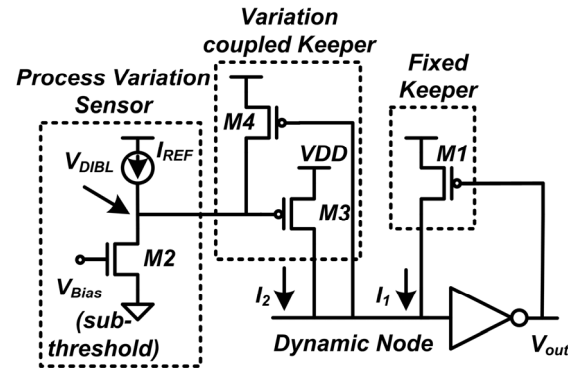 Variation
coupled Keeper
Process Variation
Sensor
Fixed
Keeper
M4
VDD
M1
I_REF
V_DIBL
M3
M2
V_Bias
(sub-
threshold)
I_2
I_1
Dynamic Node
V_out